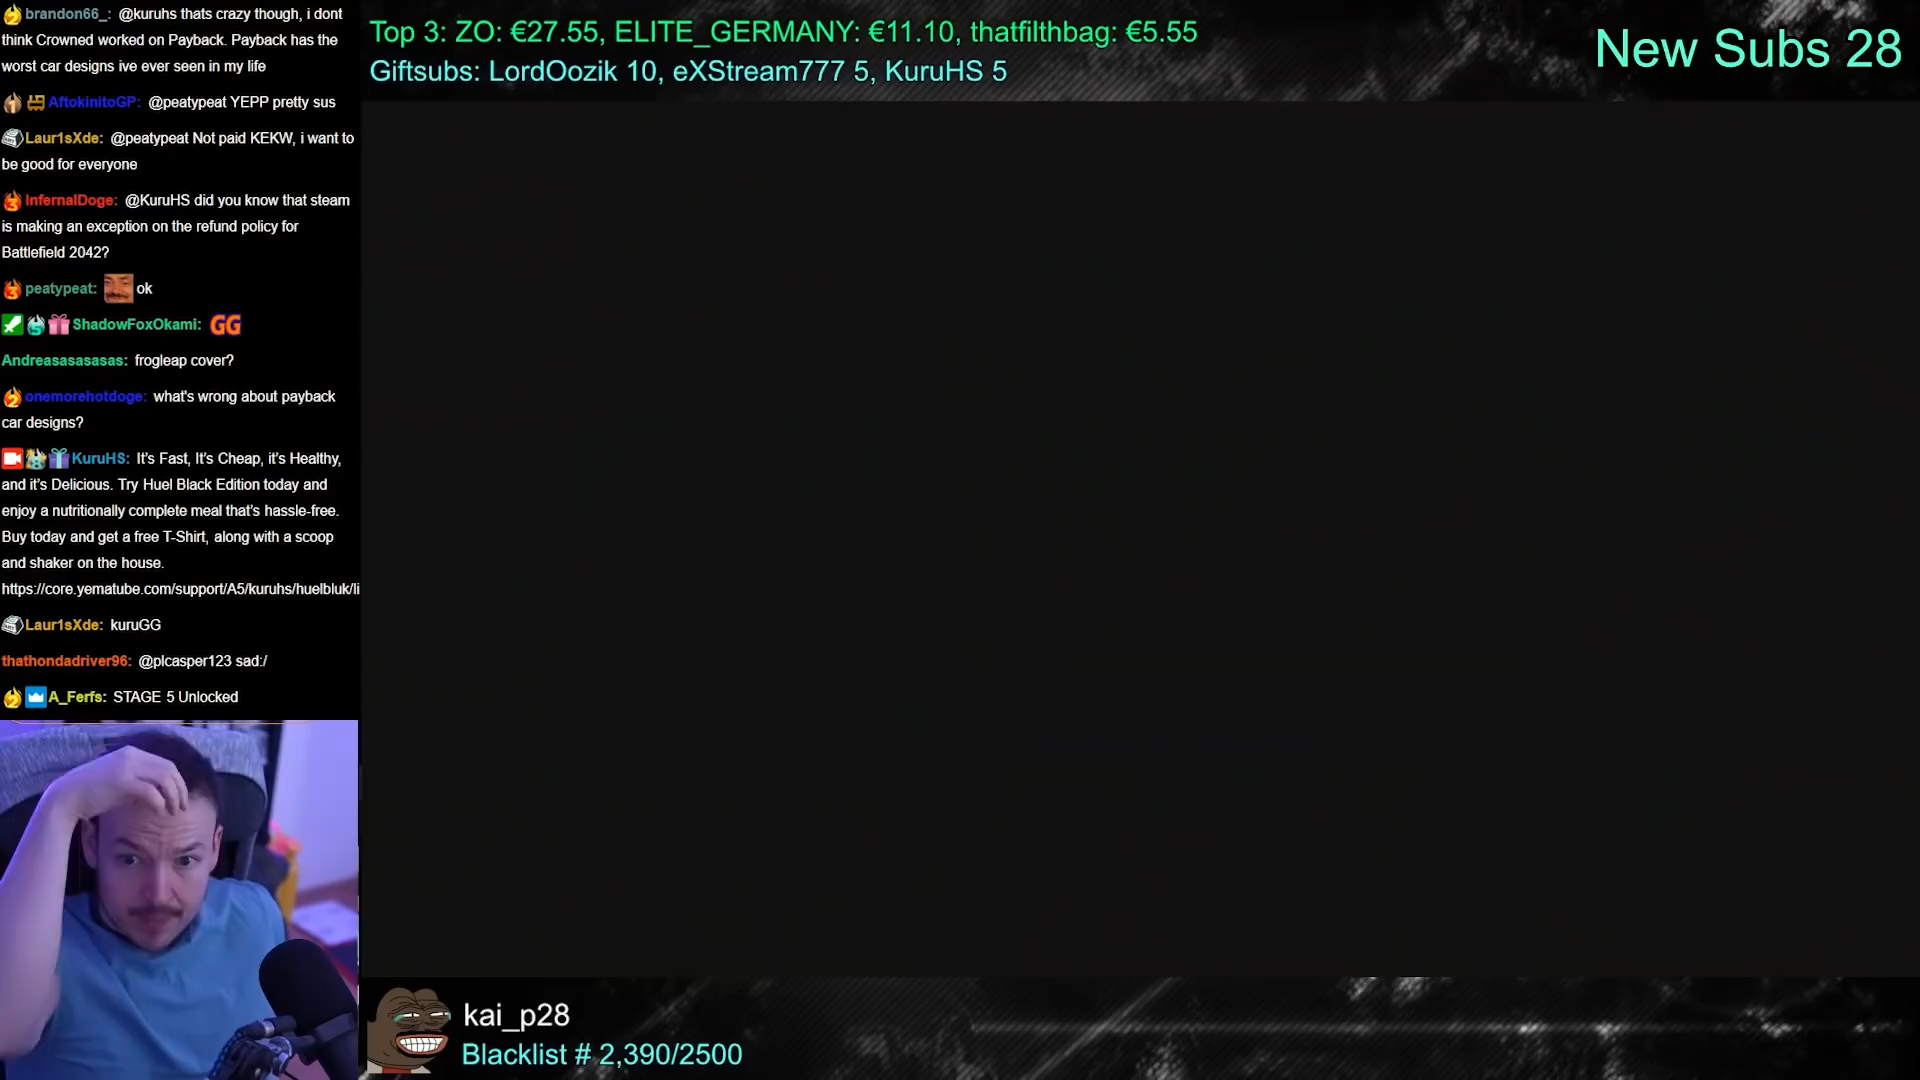 brandon66_: @kuruhs thats crazy though, i dont
think Crowned worked on Payback. Payback has the
worst car designs ive ever seen in my life
AftokinitoGP: @peatypeat YEPP pretty sus
Laur1sXde: @peatypeat Not paid KEKW, i want to
be good for everyone
InfernalDoge: @KuruHS did you know that steam
is making an exception on the refund policy for
Battlefield 2042?
peatypeat: ok
ShadowFoxOkami: GG
Andreasasasasas: frogleap cover?
onemorehotdoge: what's wrong about payback
car designs?
KuruHS: It's Fast, It's Cheap, it's Healthy,
and it's Delicious. Try Huel Black Edition today and
enjoy a nutritionally complete meal that's hassle-free.
Buy today and get a free T-Shirt, along with a scoop
and shaker on the house.
https://core.yematube.com/support/A5/kuruhs/huelbluk/li
Laur1sXde: kuruGG
thathondadriver96: @plcasper123 sad:/
A_Ferfs: STAGE 5 Unlocked
Top 3: ZO: €27.55, ELITE_GERMANY: €11.10, thatfilthbag: €5.55
Giftsubs: LordOozik 10, eXStream777 5, KuruHS 5
New Subs 28
kai_p28
Blacklist # 2,390/2500